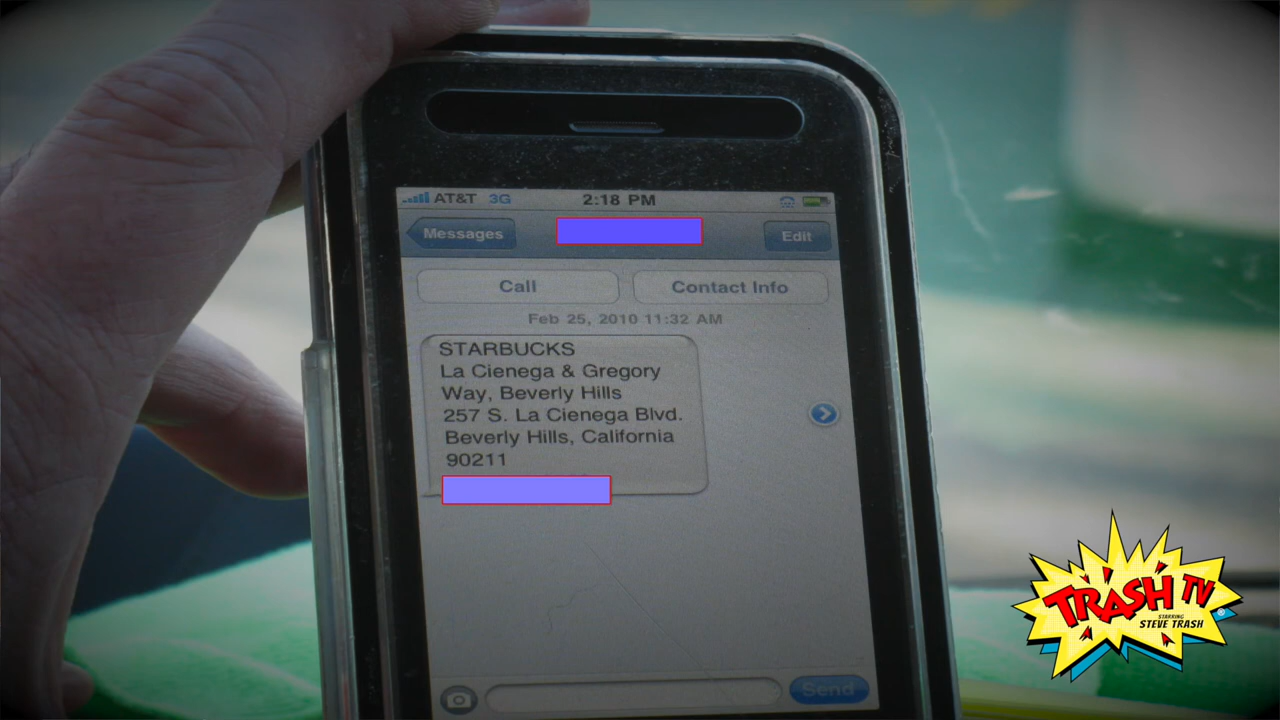 AT&T 3G 2:18 PM
Messages Edit
Call Contact Info
Feb 25, 2010 11:32 AM
STARBUCKS
La Cienega & Gregory
Way, Beverly Hills
257 S. La Cienega Blvd.
Beverly Hills, California
90211
Send
TRASH TV®
STARRING
STEVE TRASH